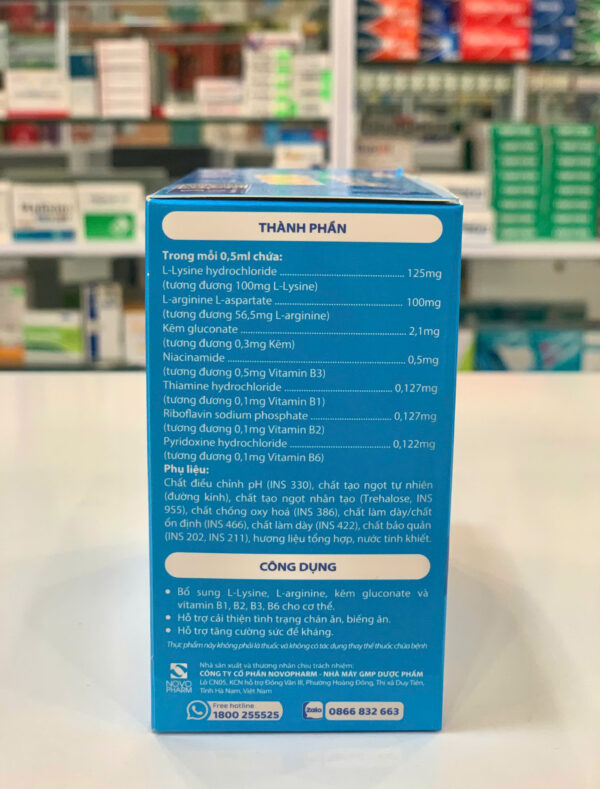 THÀNH PHẦN
Trong mỗi 0,5ml chứa:
L-Lysine hydrochloride ........ 125mg
(tương đương 100mg L-Lysine)
L-arginine L-aspartate ........ 100mg
(tương đương 56,5mg L-arginine)
Kẽm gluconate ........ 2,1mg
(tương đương 0,3mg Kẽm)
Niacinamide ........ 0,5mg
(tương đương 0,5mg Vitamin B3)
Thiamine hydrochloride ........ 0,127mg
(tương đương 0,1mg Vitamin B1)
Riboflavin sodium phosphate ........ 0,127mg
(tương đương 0,1mg Vitamin B2)
Pyridoxine hydrochloride ........ 0,122mg
(tương đương 0,1mg Vitamin B6)
Phụ liệu:
Chất điều chỉnh pH (INS 330), chất tạo ngọt tự nhiên
(đường kính), chất tạo ngọt nhân tạo (Trehalose, INS
955), chất chống oxy hoá (INS 386), chất làm dày/chất
ổn định (INS 466), chất làm dày (INS 422), chất bảo quản
(INS 202, INS 211), hương liệu tổng hợp, nước tinh khiết.
CÔNG DỤNG
• Bổ sung L-Lysine, L-arginine, kẽm gluconate và
vitamin B1, B2, B3, B6 cho cơ thể.
• Hỗ trợ cải thiện tình trạng chán ăn, biếng ăn.
• Hỗ trợ tăng cường sức đề kháng.
Thực phẩm này không phải là thuốc và không có tác dụng thay thế thuốc chữa bệnh
NOVO
PHARM
Nhà sản xuất và thương nhân chịu trách nhiệm:
CÔNG TY CỔ PHẦN NOVOPHARM - NHÀ MÁY GMP DƯỢC PHẨM
Lô CN05, KCN hỗ trợ Đồng Văn III, Phường Hoàng Đông, Thị xã Duy Tiên,
Tỉnh Hà Nam, Việt Nam
Free hotline
1800 255525
Zalo
0866 832 663